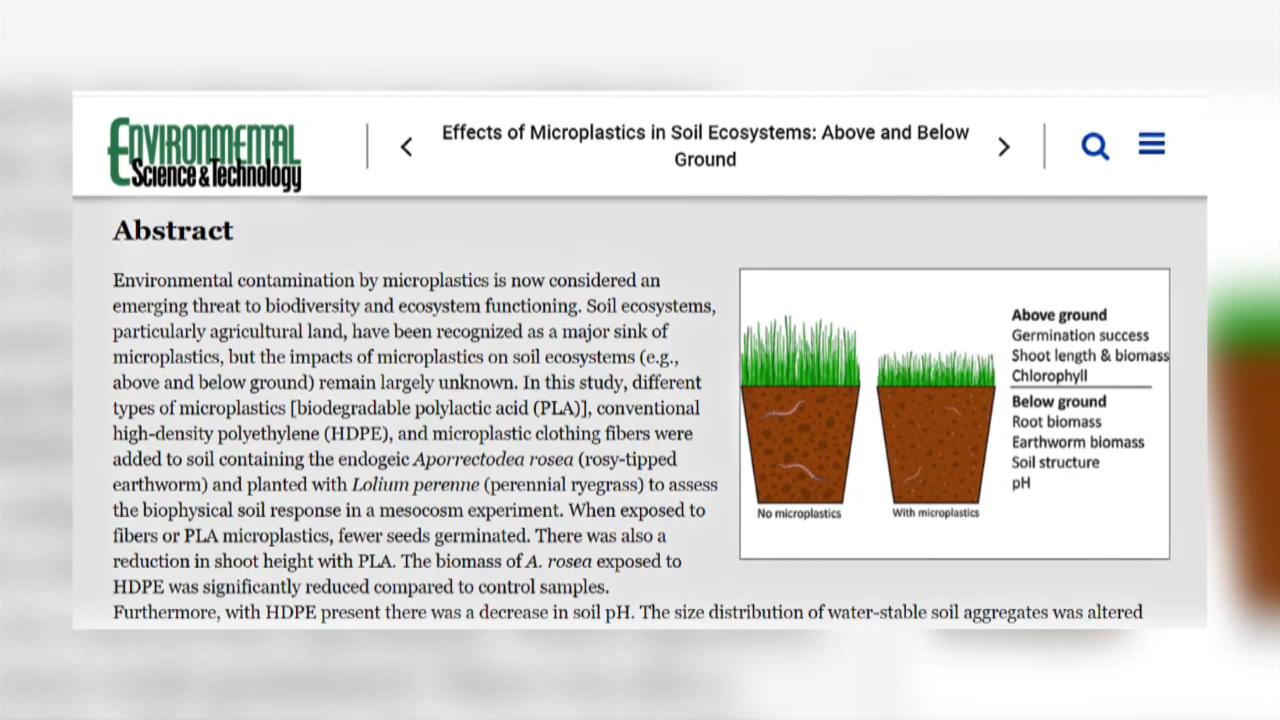 ENVIRONMENTAL
Science & Technology
Effects of Microplastics in Soil Ecosystems: Above and Below
Ground
Abstract
Environmental contamination by microplastics is now considered an
emerging threat to biodiversity and ecosystem functioning. Soil ecosystems,
particularly agricultural land, have been recognized as a major sink of
microplastics, but the impacts of microplastics on soil ecosystems (e.g.,
above and below ground) remain largely unknown. In this study, different
types of microplastics [biodegradable polylactic acid (PLA)], conventional
high-density polyethylene (HDPE), and microplastic clothing fibers were
added to soil containing the endogeic Aporrectodea rosea (rosy-tipped
earthworm) and planted with Lolium perenne (perennial ryegrass) to assess
the biophysical soil response in a mesocosm experiment. When exposed to
fibers or PLA microplastics, fewer seeds germinated. There was also a
reduction in shoot height with PLA. The biomass of A. rosea exposed to
HDPE was significantly reduced compared to control samples.
Furthermore, with HDPE present there was a decrease in soil pH. The size distribution of water-stable soil aggregates was altered
No microplastics
With microplastics
Above ground
Germination success
Shoot length & biomass
Chlorophyll
Below ground
Root biomass
Earthworm biomass
Soil structure
pH